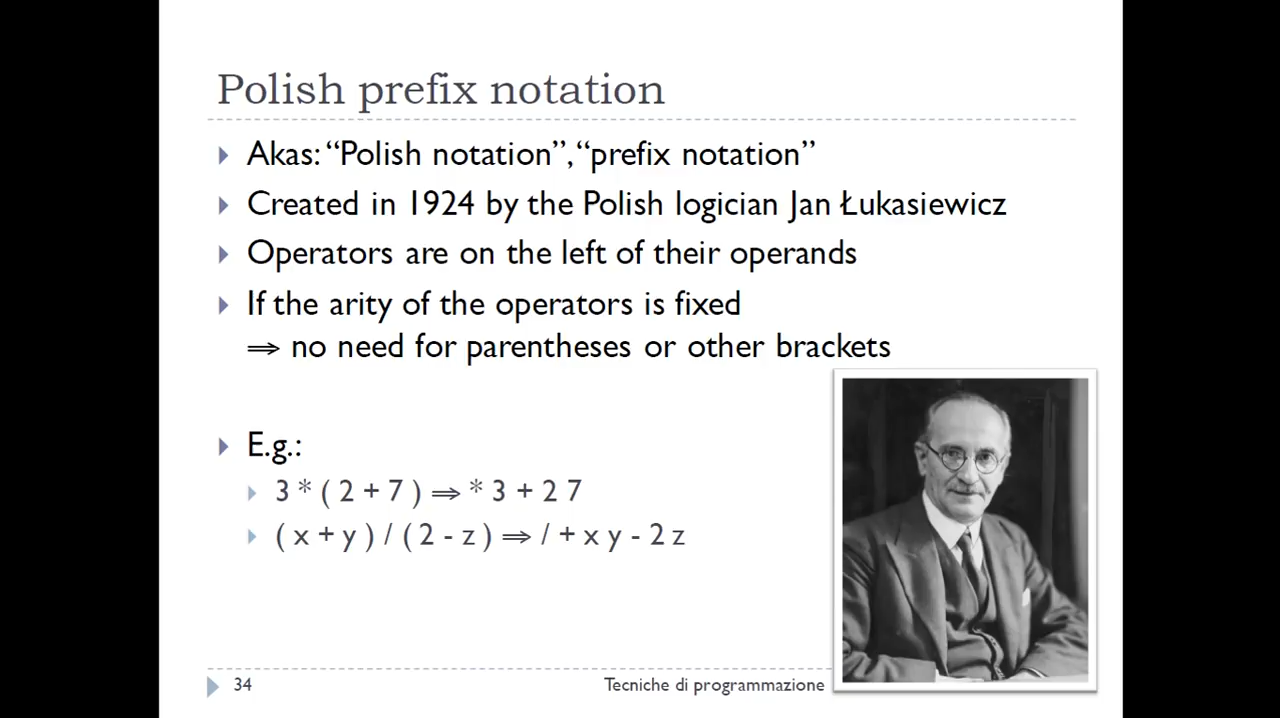 Polish prefix notation
Akas: “Polish notation”, “prefix notation”
Created in 1924 by the Polish logician Jan Łukasiewicz
Operators are on the left of their operands
If the arity of the operators is fixed
⇒ no need for parentheses or other brackets
E.g.:
3 * ( 2 + 7 ) ⇒ * 3 + 2 7
( x + y ) / ( 2 - z ) ⇒ / + x y - 2 z
34
Tecniche di programmazione